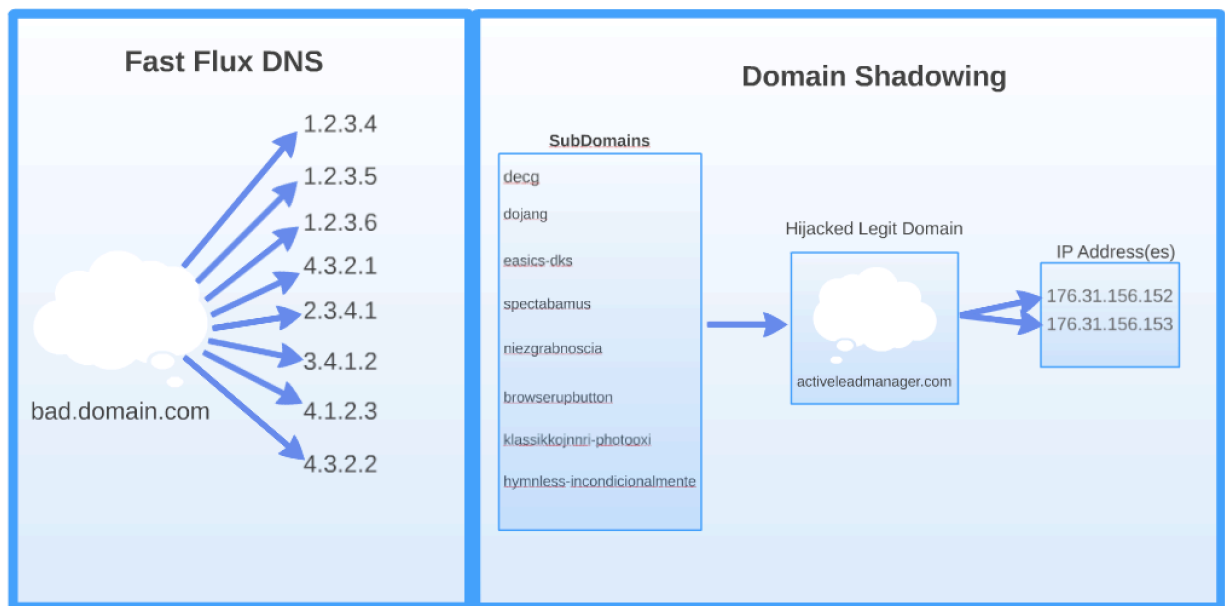 Fast Flux DNS
1.2.3.4
1.2.3.5
1.2.3.6
4.3.2.1
2.3.4.1
3.4.1.2
4.1.2.3
4.3.2.2
bad.domain.com
Domain Shadowing
SubDomains
decg
dojang
easics-dks
spectabamus
niezgrabnoscia
browserupbutton
klassikkojnnri-photooxi
hymnless-incondicionalmente
Hijacked Legit Domain
activeleadmanager.com
IP Address(es)
176.31.156.152
176.31.156.153